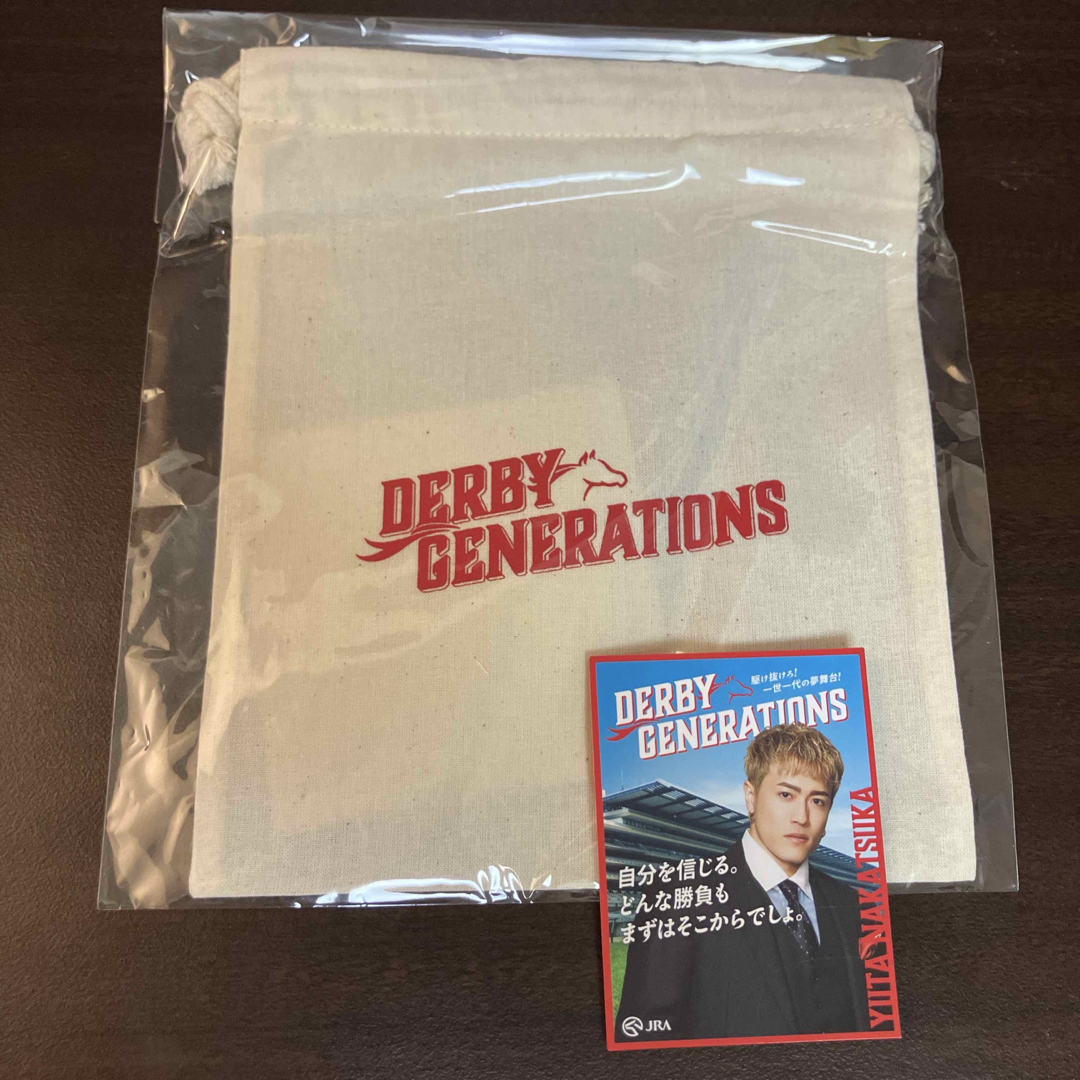 DERBY
GENERATIONS
DERBY
GENERATIONS
駆け抜けろ!
一世一代の夢舞台!
自分を信じる。
どんな勝負も
まずはそこからでしょ。
YUTA NAKATSUKA
JRA